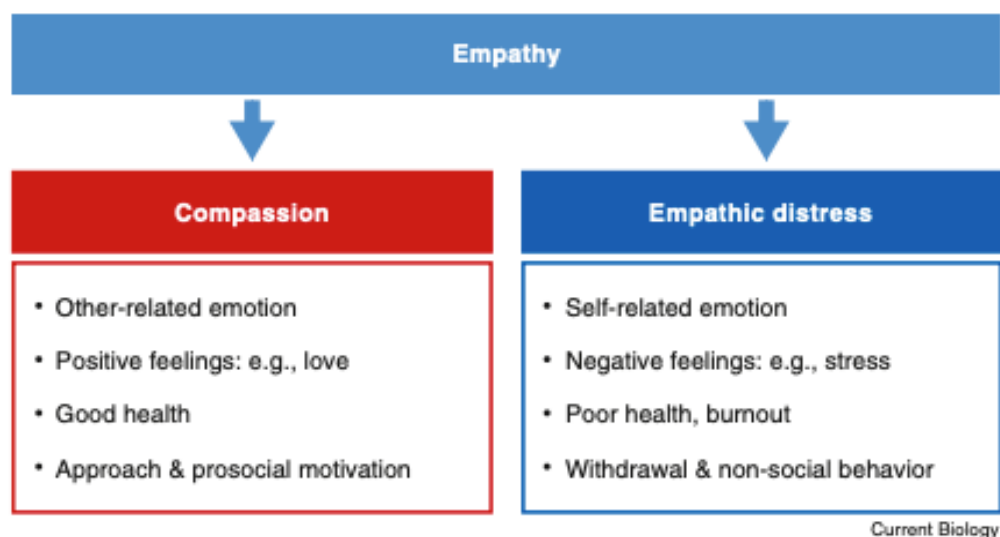 Empathy
Compassion
• Other-related emotion
• Positive feelings: e.g., love
• Good health
• Approach & prosocial motivation
Empathic distress
• Self-related emotion
• Negative feelings: e.g., stress
• Poor health, burnout
• Withdrawal & non-social behavior
Current Biology